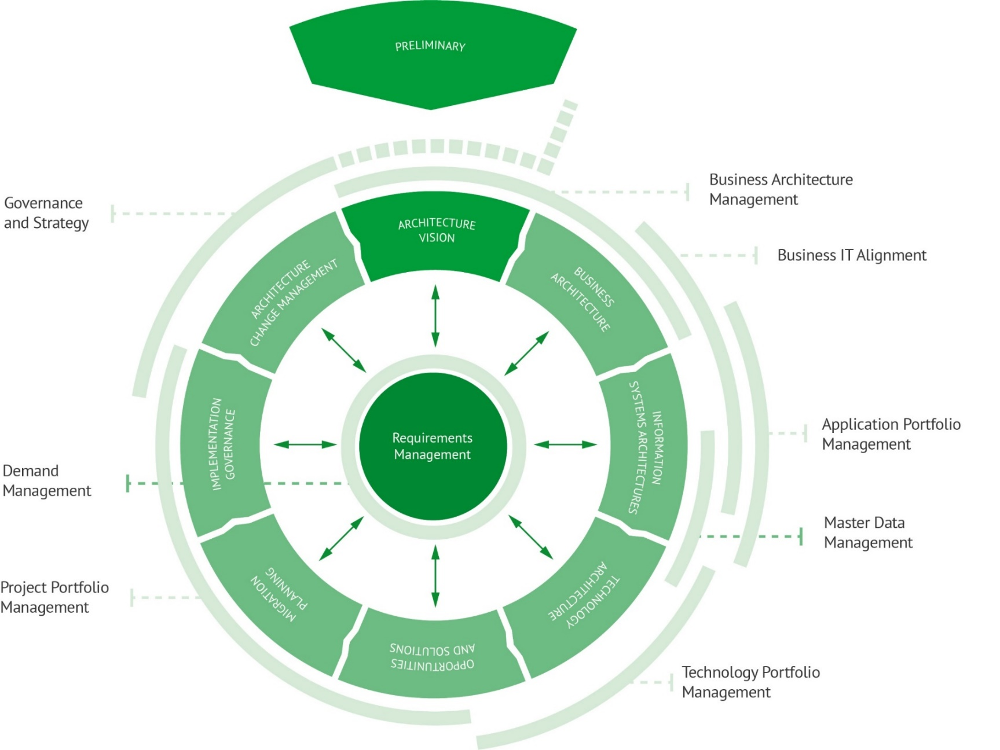 PRELIMINARY
Business Architecture
Management
Governance
and Strategy
ARCHITECTURE
VISION
Business IT Alignment
ARCHITECTURE
CHANGE MANAGEMENT
BUSINESS
ARCHITECTURE
INFORMATION
SYSTEMS ARCHITECTURES
IMPLEMENTATION
GOVERNANCE
Requirements
Management
Application Portfolio
Management
Demand
Management
Master Data
Management
Project Portfolio
Management
MIGRATION
PLANNING
TECHNOLOGY
ARCHITECTURE
OPPORTUNITIES
AND SOLUTIONS
Technology Portfolio
Management